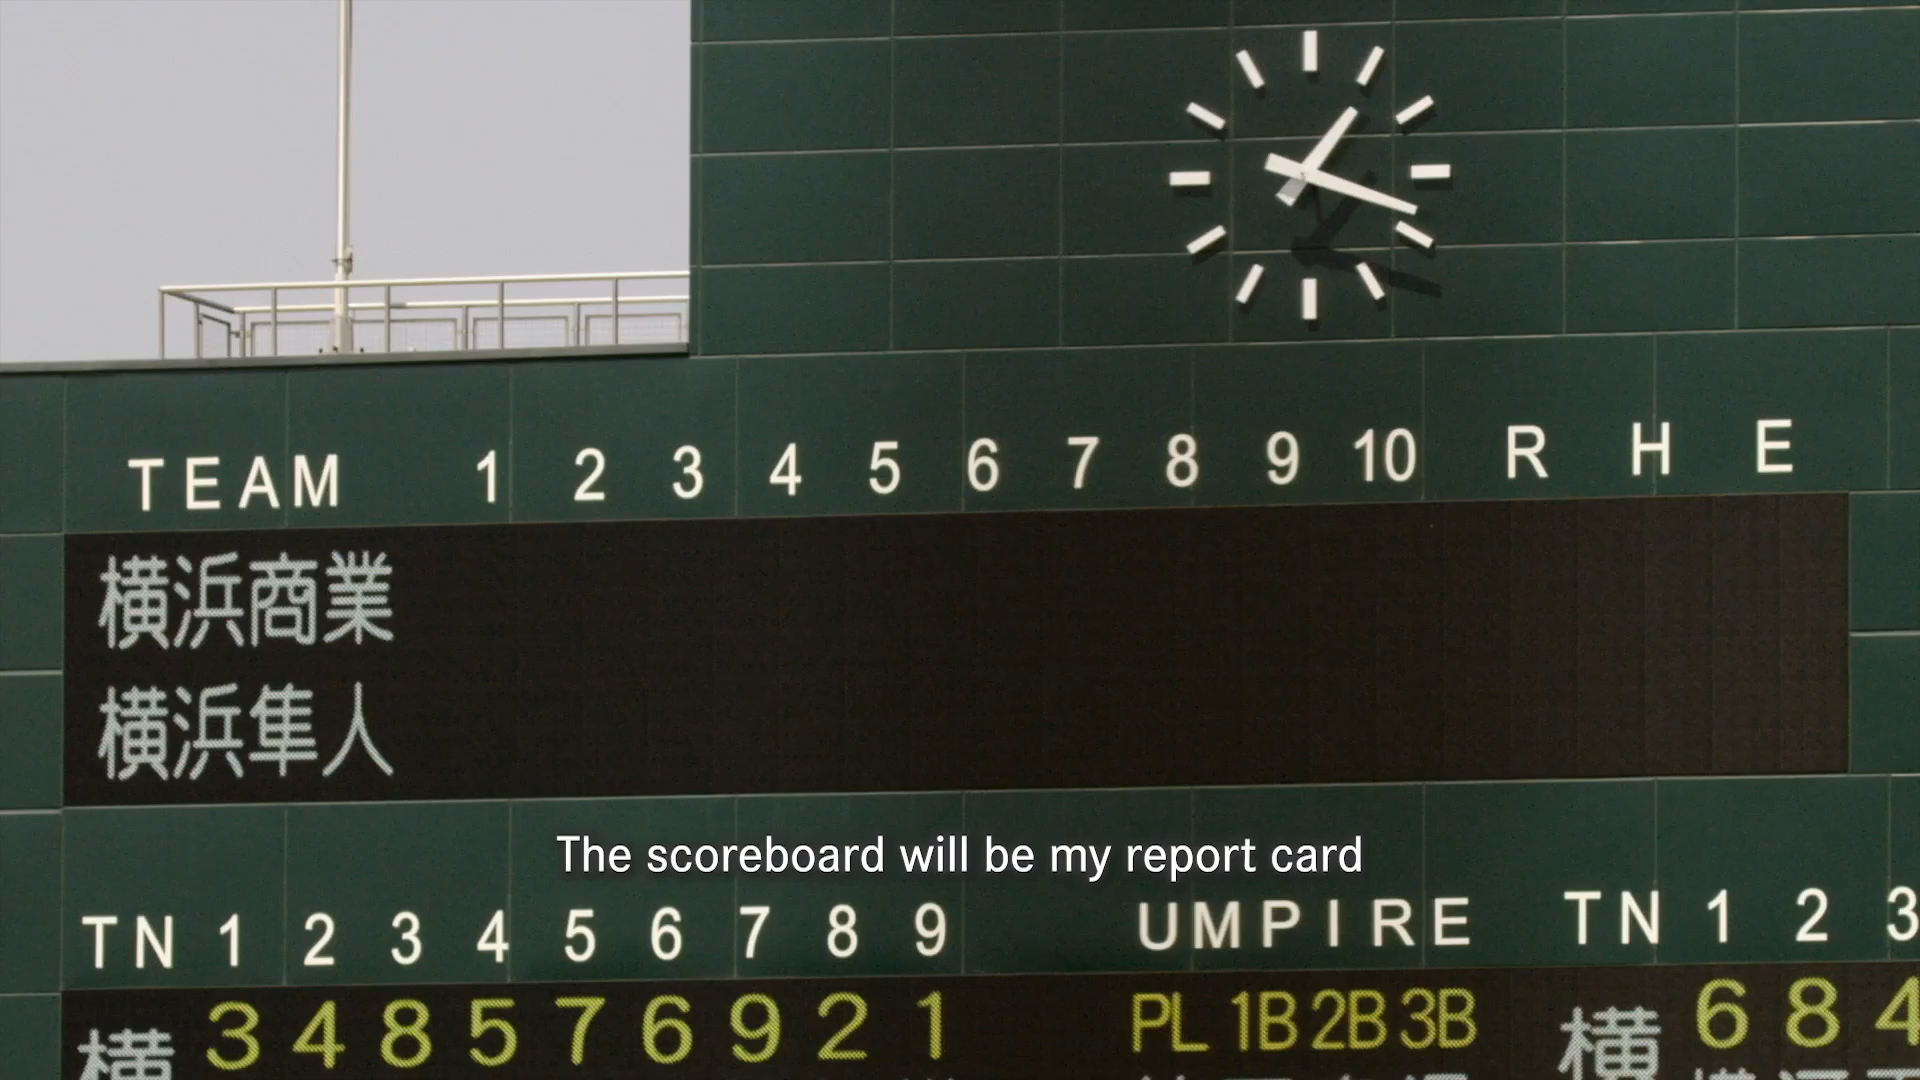 TEAM 1 2 3 4 5 6 7 8 9 10 R H E
横浜商業
横浜隼人
The scoreboard will be my report card
TN 1 2 3 4 5 6 7 8 9 UMPIRE TN 1 2 3
横 3 4 8 5 7 6 9 2 1 PL 1B 2B 3B 横 6 8 4